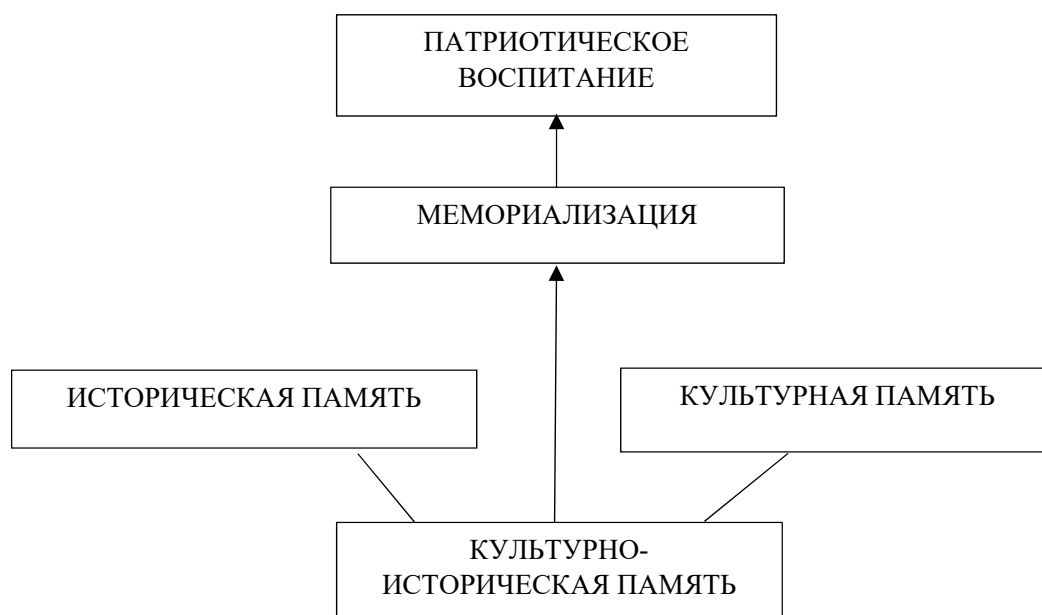 ПАТРИОТИЧЕСКОЕ
ВОСПИТАНИЕ
МЕМОРИАЛИЗАЦИЯ
ИСТОРИЧЕСКАЯ ПАМЯТЬ
КУЛЬТУРНАЯ ПАМЯТЬ
КУЛЬТУРНО-
ИСТОРИЧЕСКАЯ ПАМЯТЬ